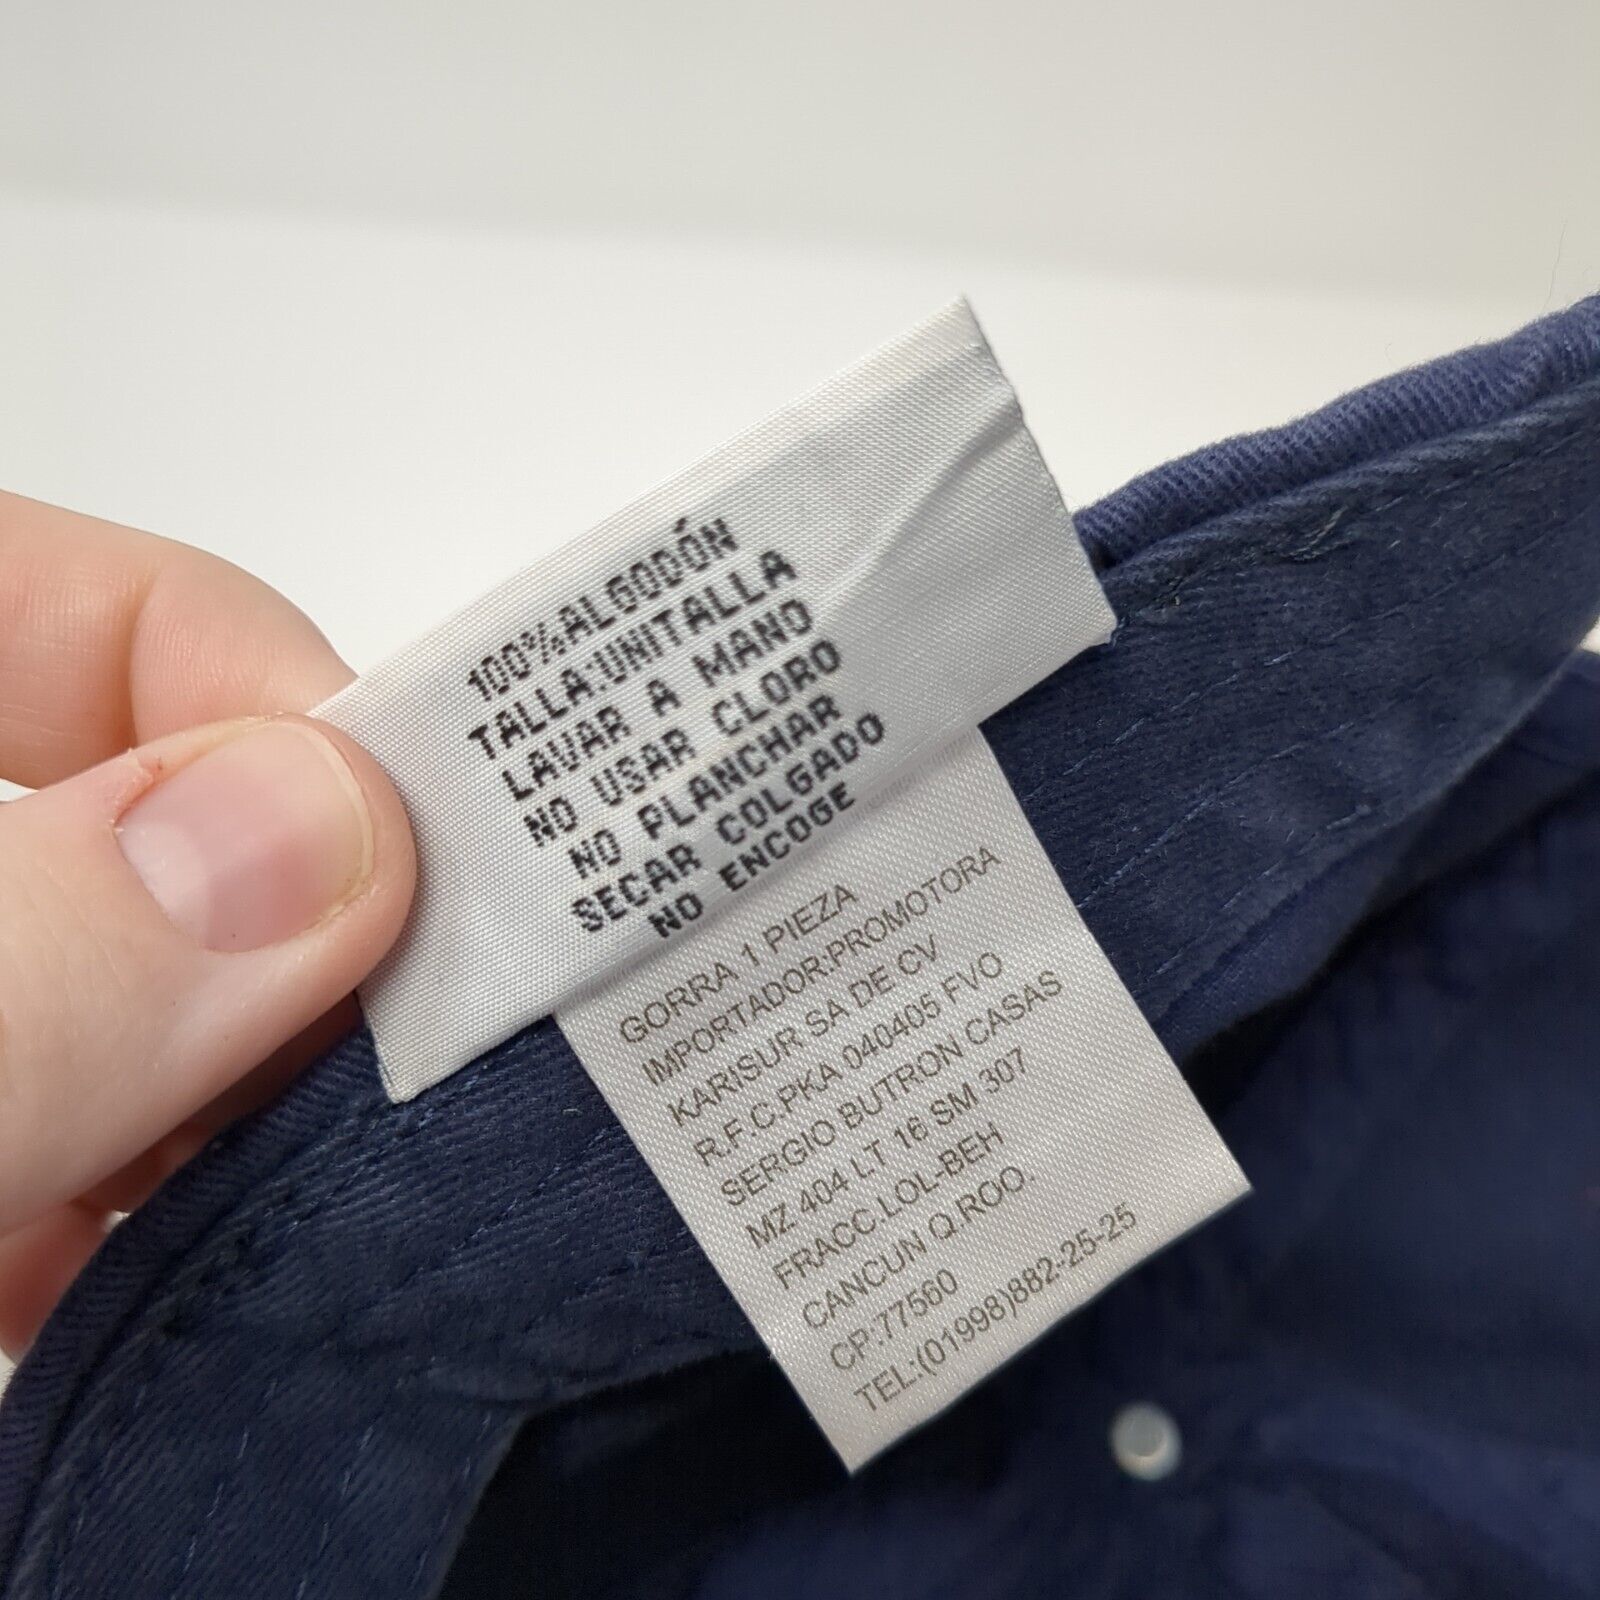 100%ALGODÓN
TALLA:UNITALLA
LAVAR A MANO
NO USAR CLORO
NO PLANCHAR
SECAR COLGADO
NO ENCOGE
GORRA 1 PIEZA
IMPORTADOR:PROMOTORA
KARISUR SA DE CV
R.F.C.PKA 040405 FVO
SERGIO BUTRON CASAS
MZ 404 LT 16 SM 307
FRACC.LOL-BEH
CANCUN Q.ROO.
CP:77560
TEL:(01998)882-25-25